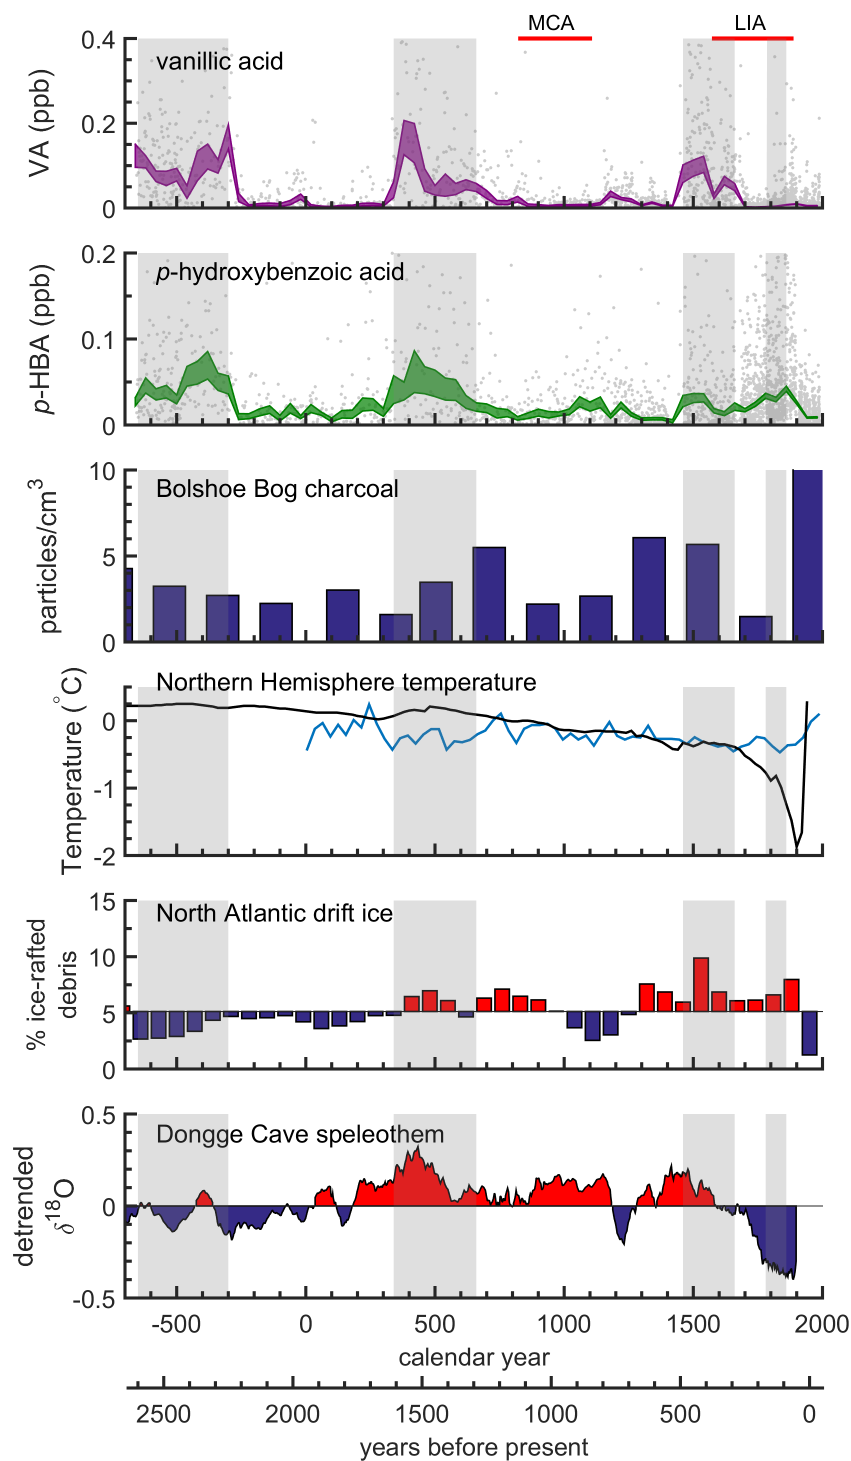 MCA
LIA
0.4
vanillic acid
0.2
0
VA (ppb)
0.2
p-hydroxybenzoic acid
0.1
0
p-HBA (ppb)
10
Bolshoe Bog charcoal
5
0
particles/cm3
Northern Hemisphere temperature
0
-1
-2
Temperature (°C)
15
North Atlantic drift ice
10
5
0
% ice-rafted
debris
0.5
Dongge Cave speleothem
0
-0.5
detrended
δ18O
-500 0 500 1000 1500 2000
calendar year
2500 2000 1500 1000 500 0
years before present